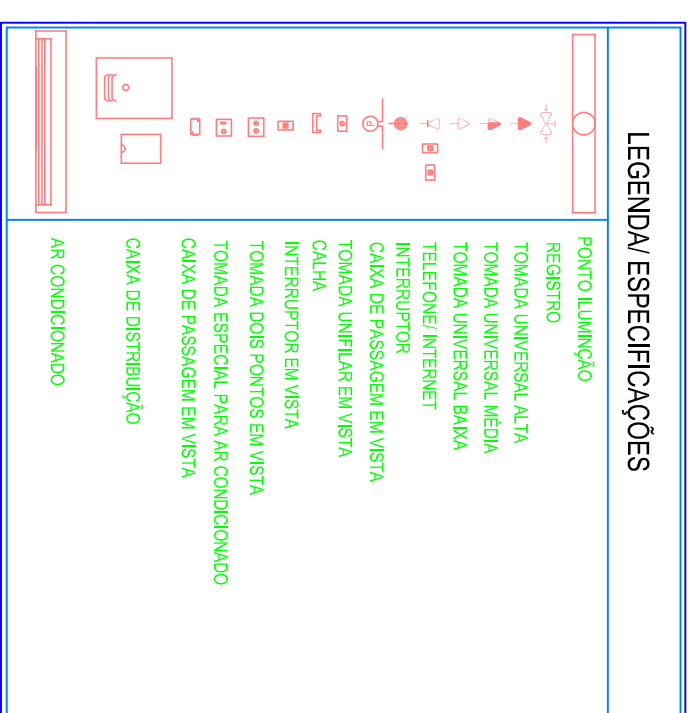 LEGENDA/ ESPECIFICAÇÕES
PONTO ILUMINÇÃO
REGISTRO
TOMADA UNIVERSAL ALTA
TOMADA UNIVERSAL MÉDIA
TOMADA UNIVERSAL BAIXA
TELEFONE/ INTERNET
INTERRUPTOR
CAIXA DE PASSAGEM EM VISTA
TOMADA UNIFILAR EM VISTA
CALHA
INTERRUPTOR EM VISTA
TOMADA DOIS PONTOS EM VISTA
TOMADA ESPECIAL PARA AR CONDICIONADO
CAIXA DE PASSAGEM EM VISTA
CAIXA DE DISTRIBUIÇÃO
AR CONDICIONADO
P